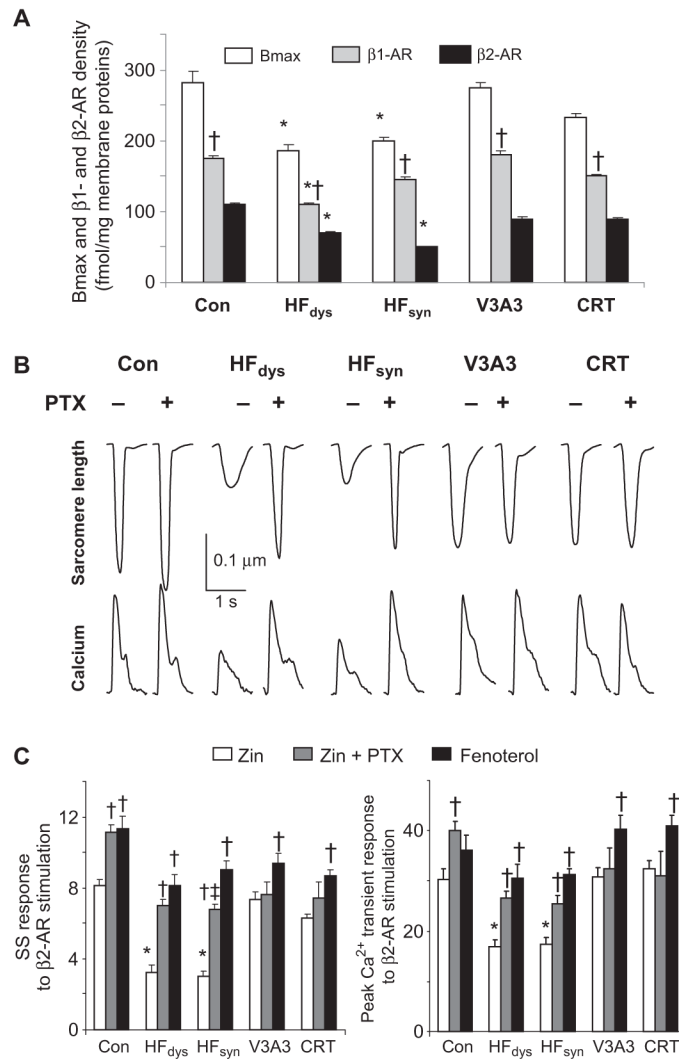 A
Bmax β1-AR β2-AR
Bmax and β1- and β2-AR density
(fmol/mg membrane proteins)
300
200
100
0
†
*
*†
*
*
†
*
†
†
Con HFdys HFsyn V3A3 CRT
B
Con HFdys HFsyn V3A3 CRT
PTX – + – + – + – + – +
Sarcomere length
0.1 µm
1 s
Calcium
C
Zin Zin + PTX Fenoterol
SS response
to β2-AR stimulation
12
8
4
0
† †
* † †
* †‡ †
†
†
Con HFdys HFsyn V3A3 CRT
Peak Ca2+ transient response
to β2-AR stimulation
40
20
0
†
* † †
* † †
†
†
Con HFdys HFsyn V3A3 CRT